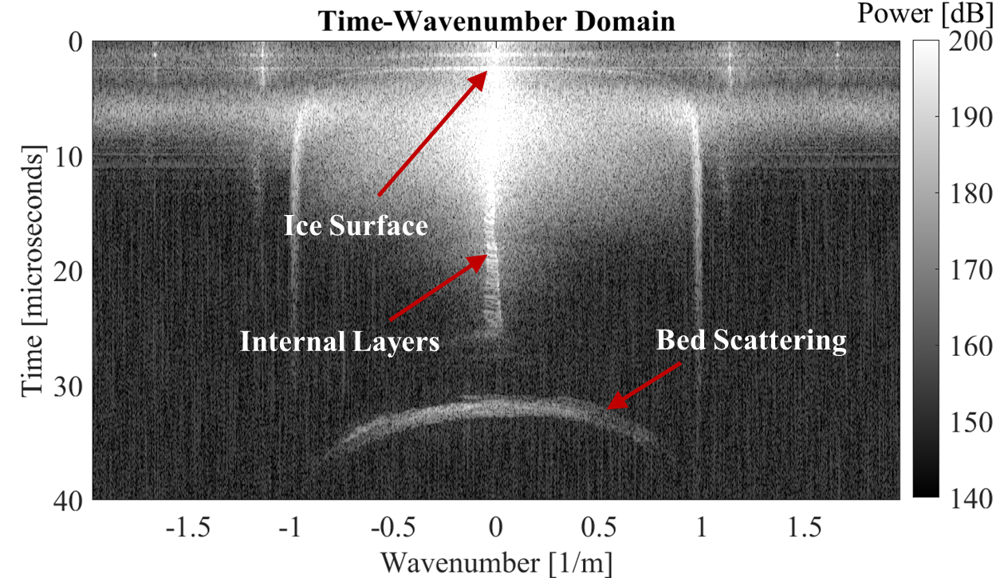 Time-Wavenumber Domain
Power [dB]
0
10
20
30
40
Time [microseconds]
Ice Surface
Internal Layers
Bed Scattering
-1.5 -1 -0.5 0 0.5 1 1.5
Wavenumber [1/m]
200
190
180
170
160
150
140